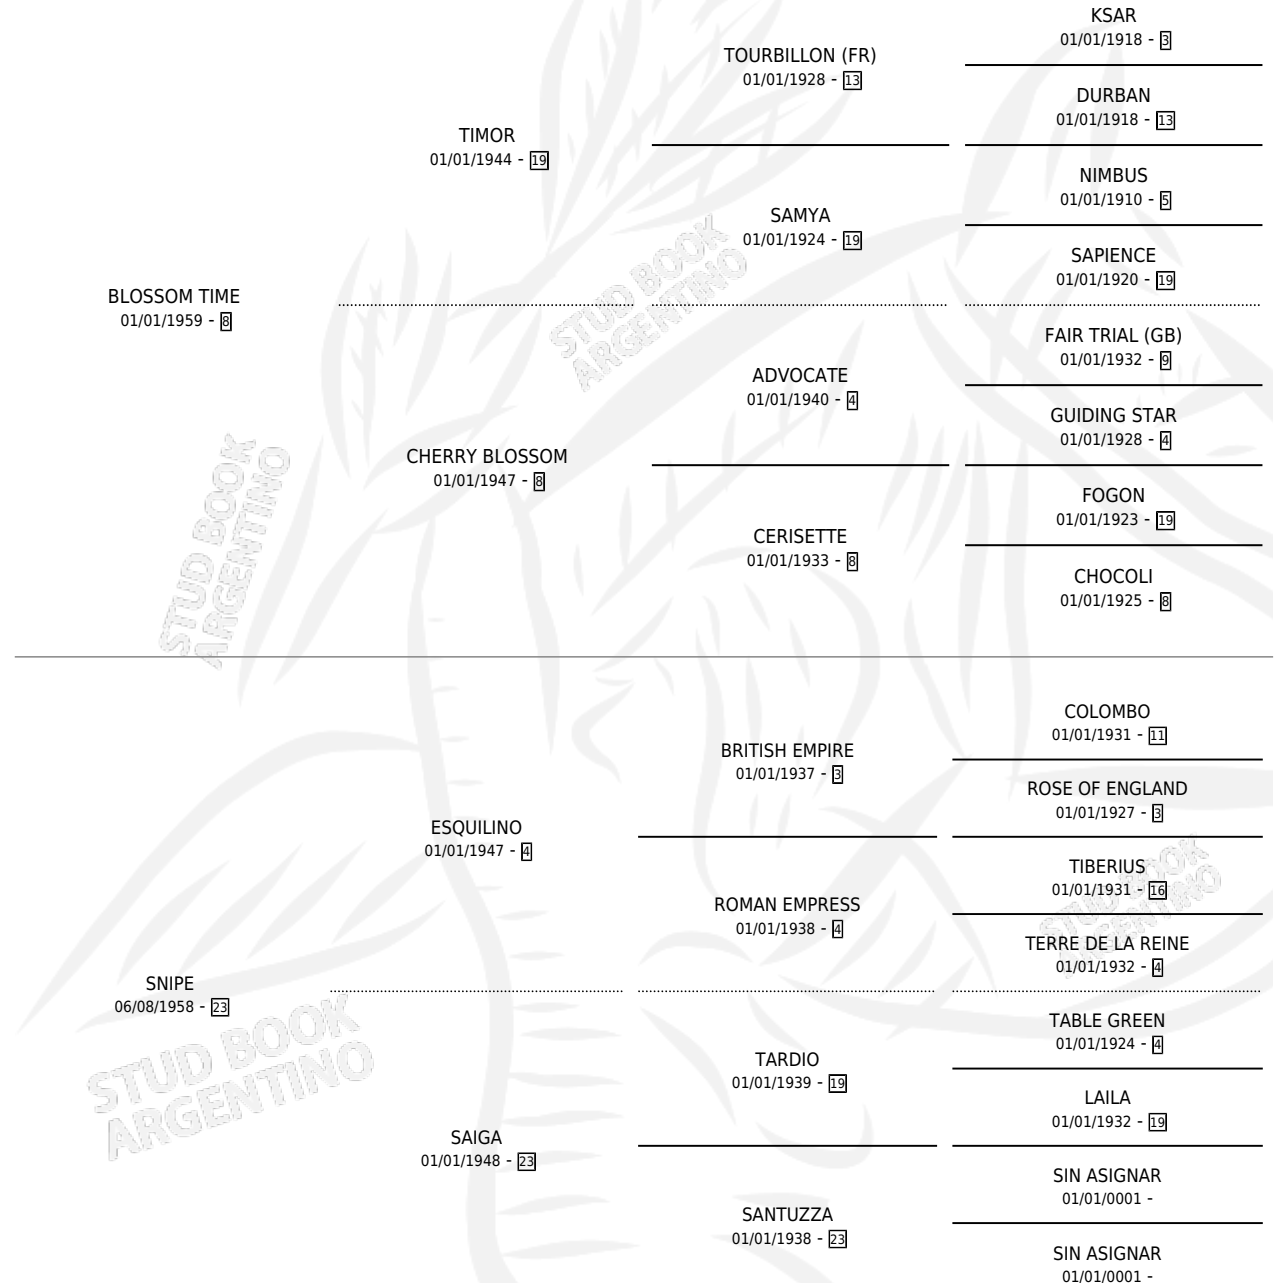 KSAR
01/01/1918 - 3
TOURBILLON (FR)
01/01/1928 - 13
DURBAN
01/01/1918 - 13
TIMOR
01/01/1944 - 19
NIMBUS
01/01/1910 - 5
SAMYA
01/01/1924 - 19
SAPIENCE
01/01/1920 - 19
BLOSSOM TIME
01/01/1959 - 8
FAIR TRIAL (GB)
01/01/1932 - 9
ADVOCATE
01/01/1940 - 4
GUIDING STAR
01/01/1928 - 4
CHERRY BLOSSOM
01/01/1947 - 8
FOGON
01/01/1923 - 19
CERISETTE
01/01/1933 - 8
CHOCOLI
01/01/1925 - 8
COLOMBO
01/01/1931 - 11
BRITISH EMPIRE
01/01/1937 - 3
ROSE OF ENGLAND
01/01/1927 - 3
ESQUILINO
01/01/1947 - 4
TIBERIUS
01/01/1931 - 16
ROMAN EMPRESS
01/01/1938 - 4
TERRE DE LA REINE
01/01/1932 - 4
SNIPE
06/08/1958 - 23
TABLE GREEN
01/01/1924 - 4
TARDIO
01/01/1939 - 19
LAILA
01/01/1932 - 19
SAIGA
01/01/1948 - 23
SIN ASIGNAR
01/01/0001 -
SANTUZZA
01/01/1938 - 23
SIN ASIGNAR
01/01/0001 -
STUD BOOK
ARGENTINO
STUD BOOK
ARGENTINO
STUD BOOK
ARGENTINO
STUD BOOK
ARGENTINO